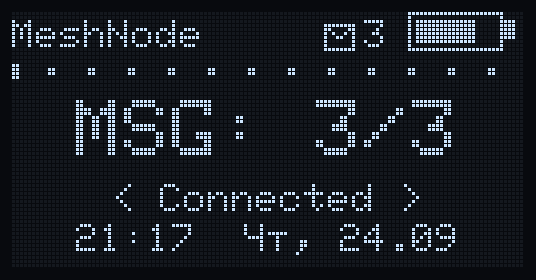 MeshNode 3
MSG: 3/3
< Connected >
21:17 Чт, 24.09